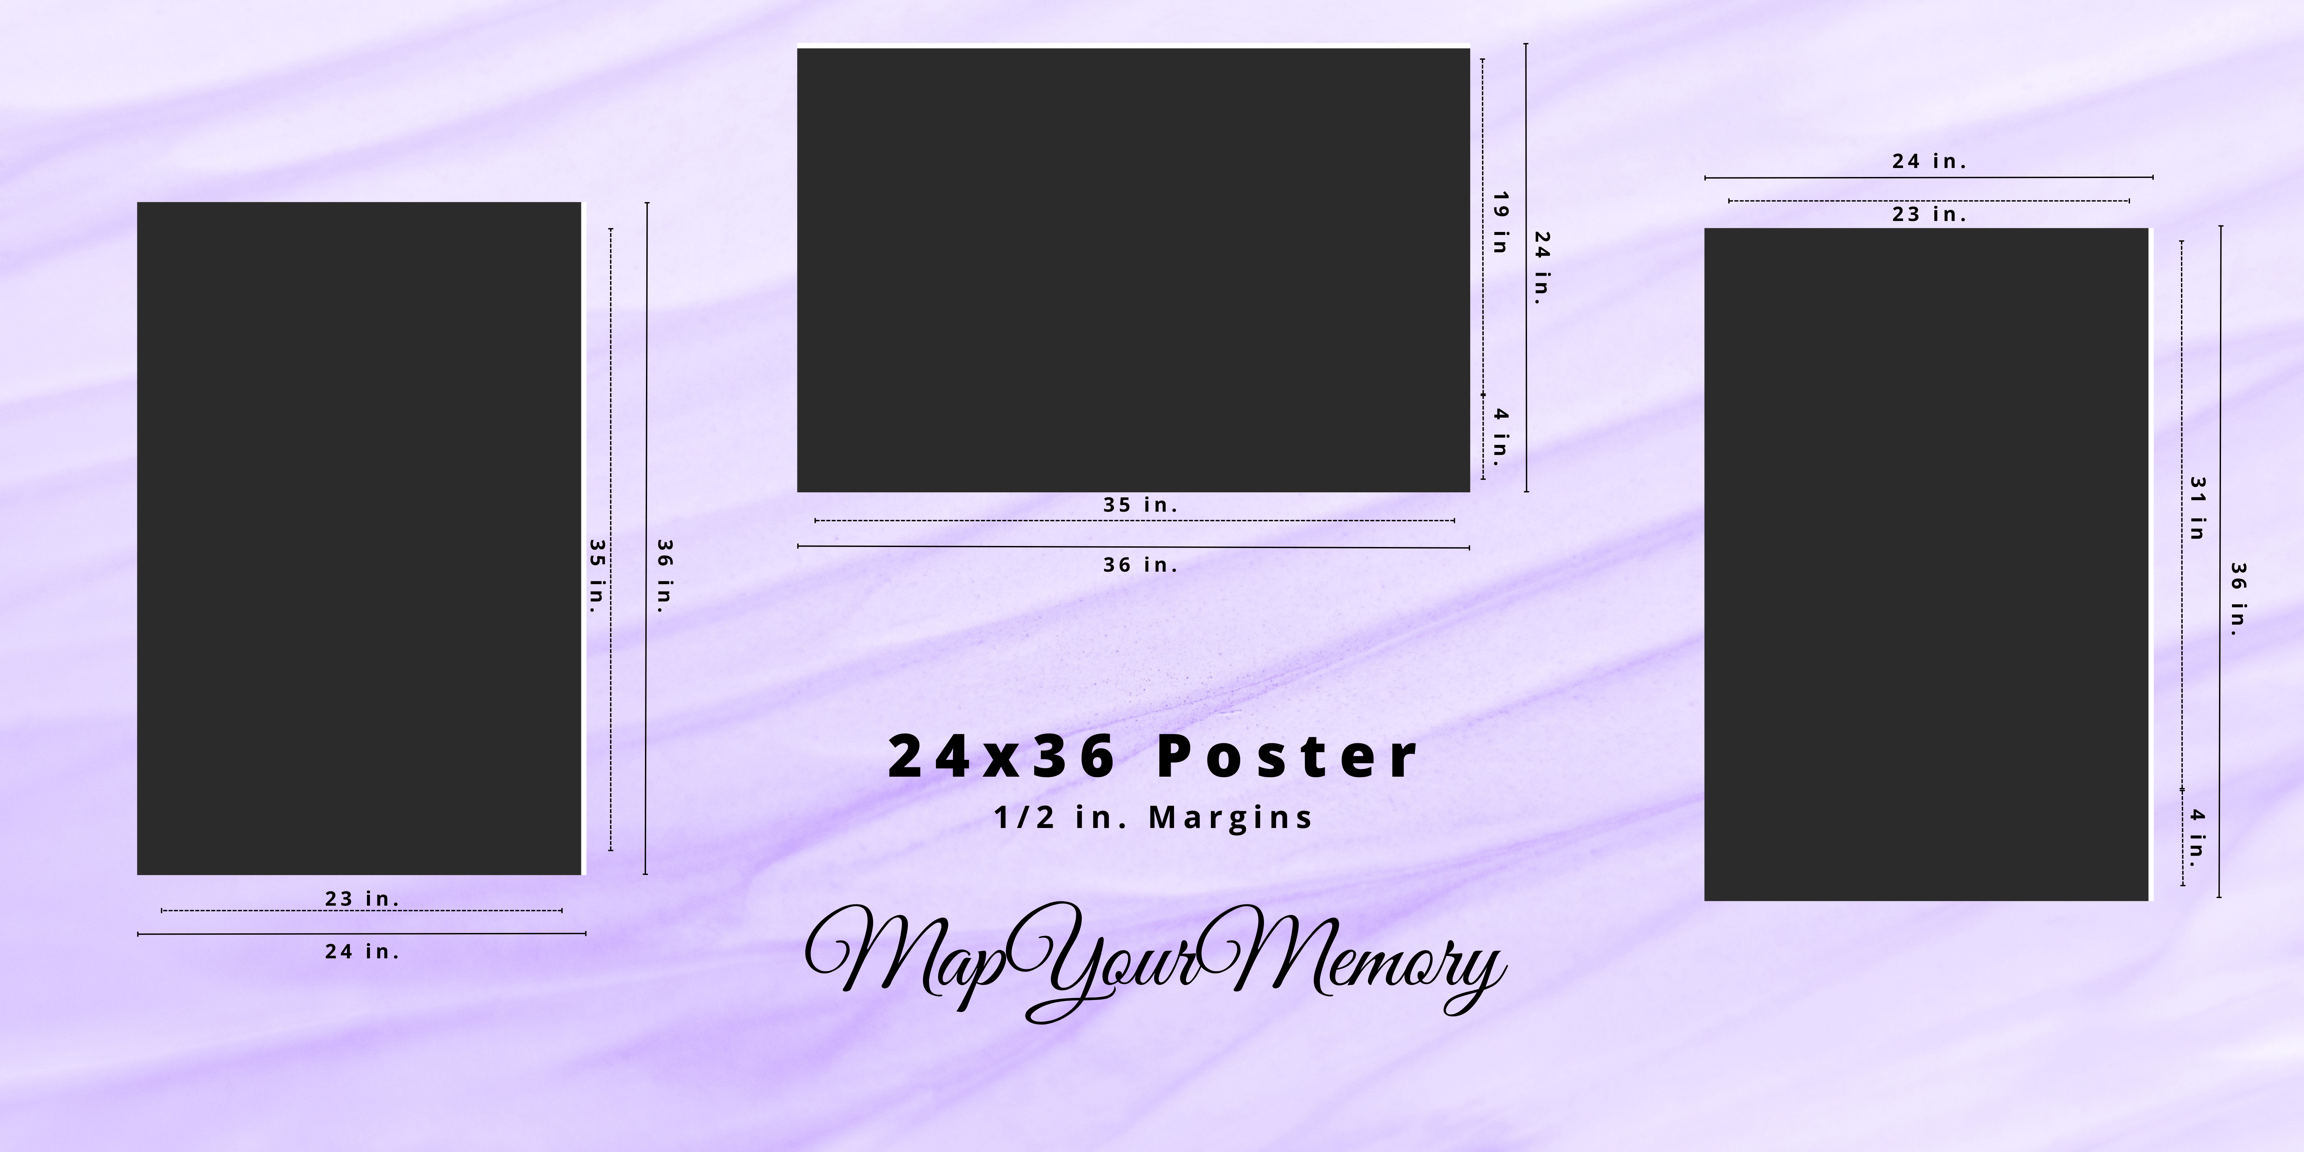 35 in.
36 in.
23 in.
24 in.
19 in
4 in.
24 in.
35 in.
36 in.
24x36 Poster
1/2 in. Margins
MapYourMemory
24 in.
23 in.
31 in
4 in.
36 in.